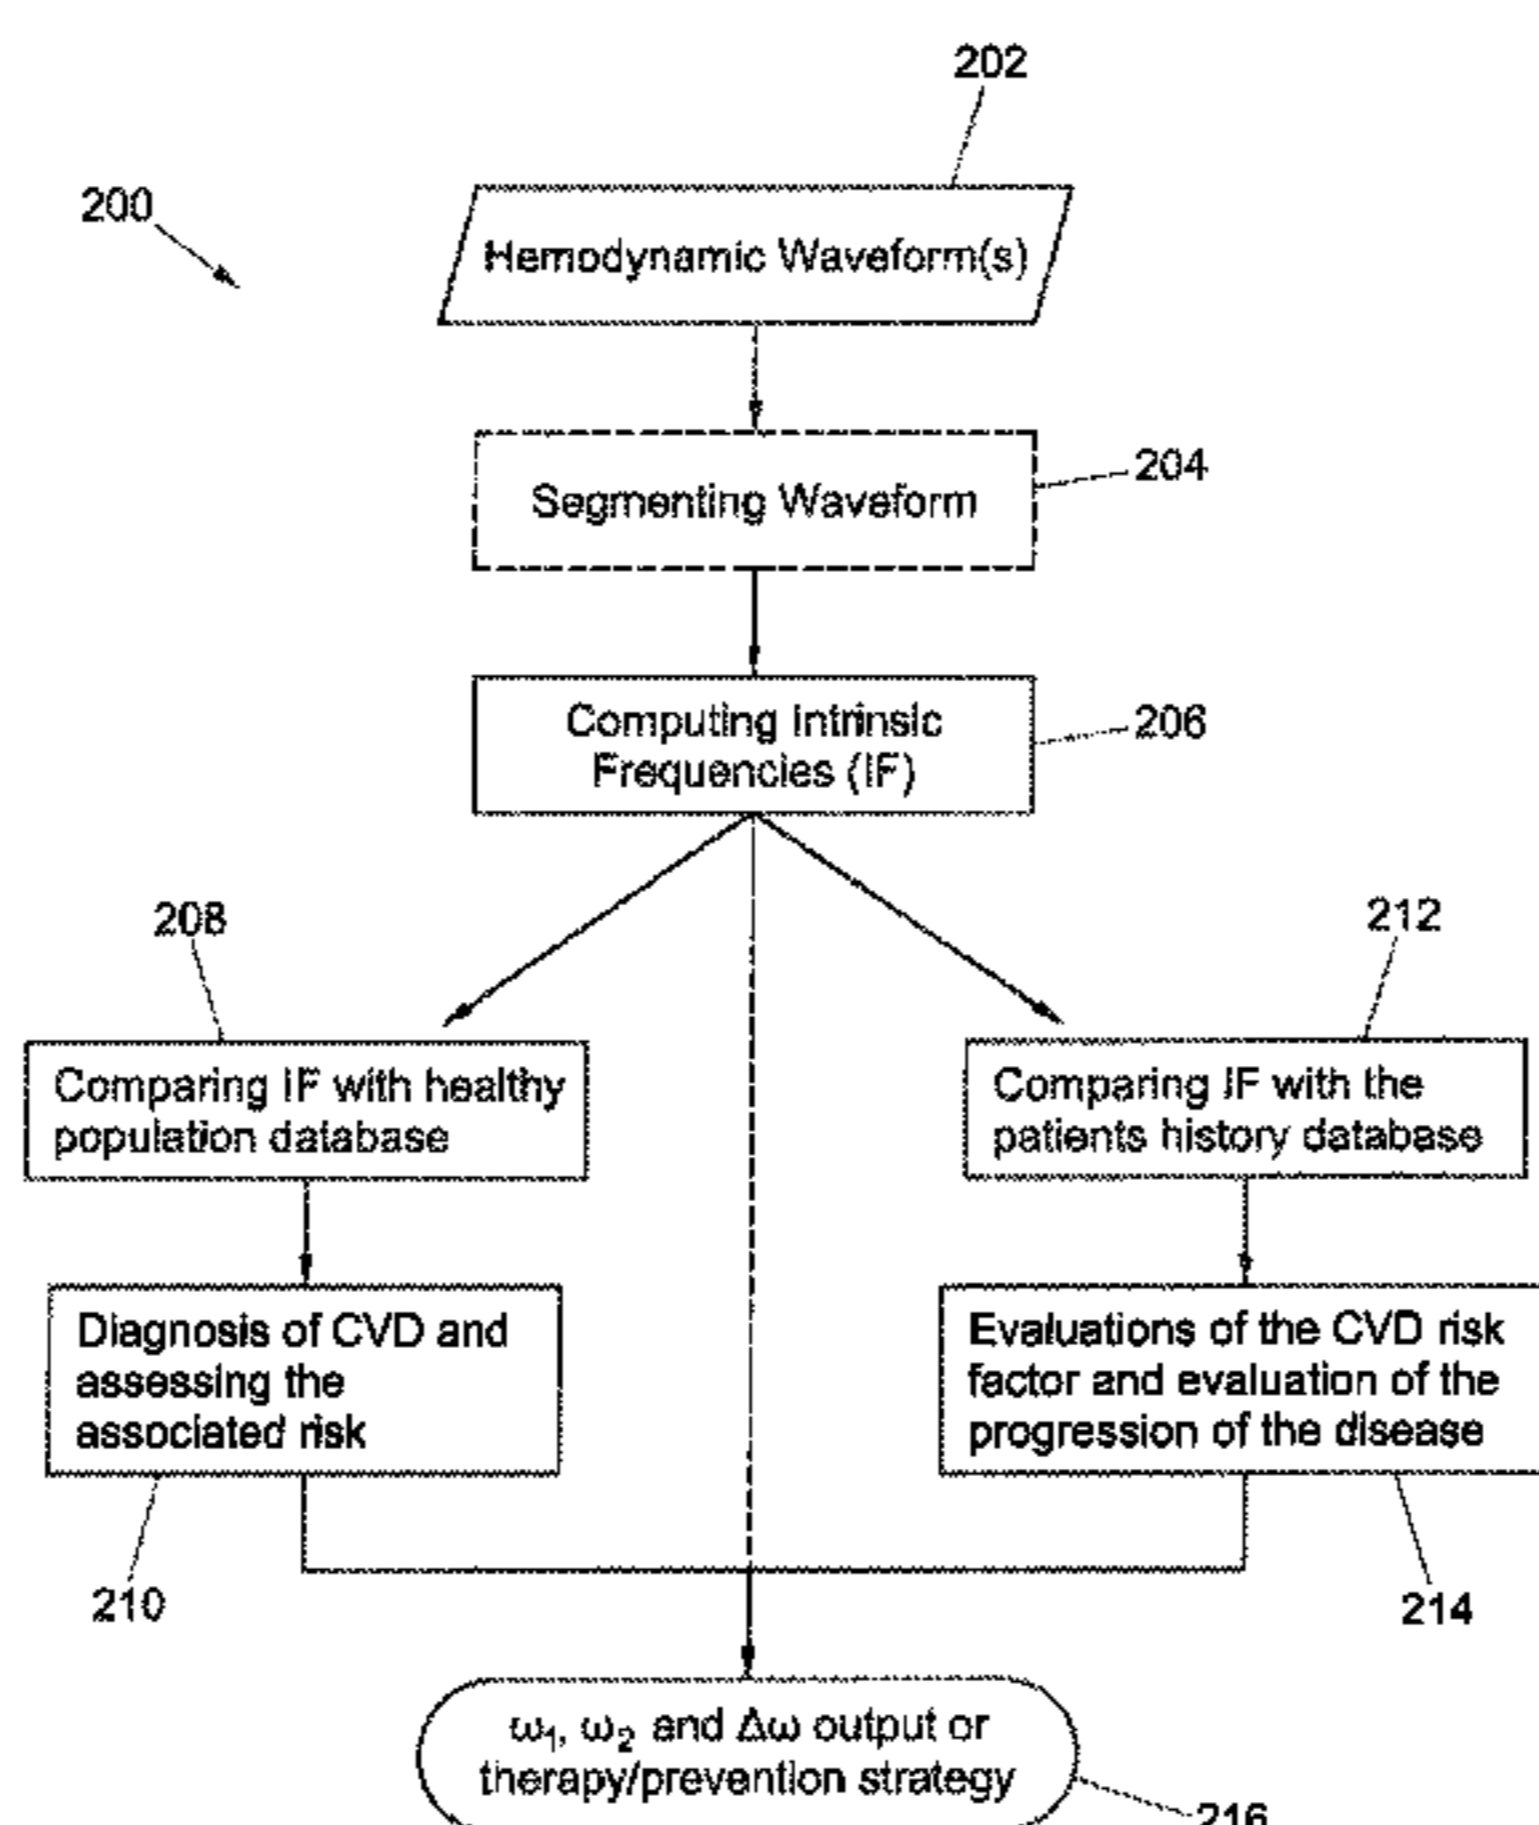 202
200
Hemodynamic Waveform(s)
204
Segmenting Waveform
Computing Intrinsic
Frequencies (IF)
206
208
212
Comparing IF with healthy
population database
Comparing IF with the
patients history database
Diagnosis of CVD and
assessing the
associated risk
Evaluations of the CVD risk
factor and evaluation of the
progression of the disease
210
214
ω₁, ω₂ and Δω output or
therapy/prevention strategy
216